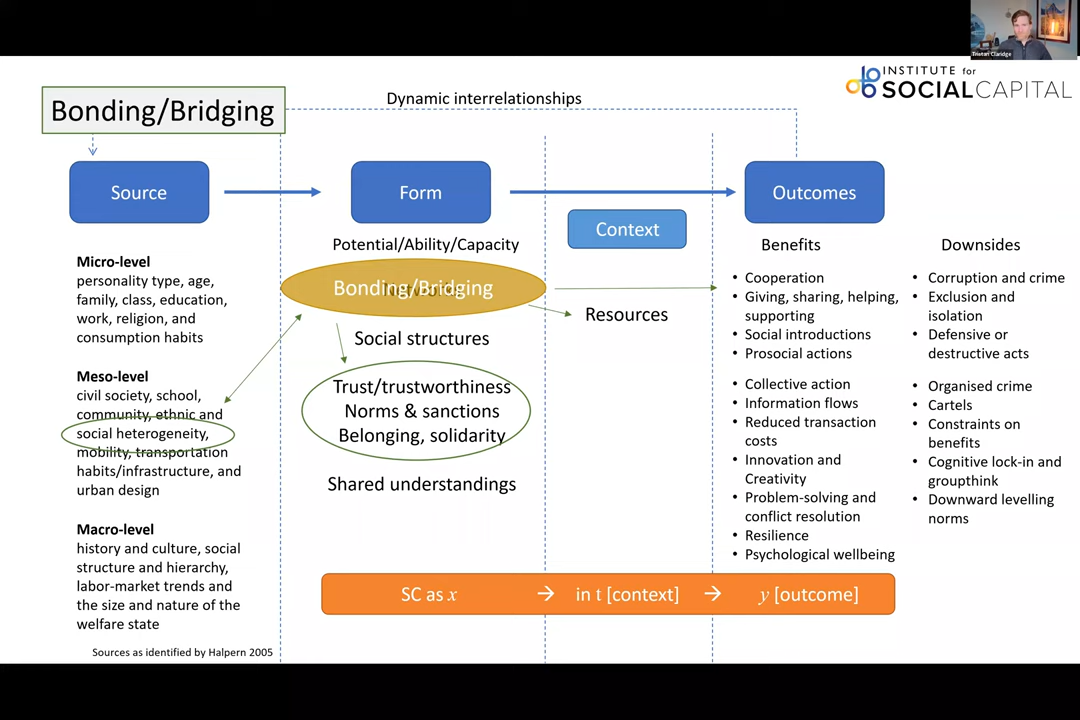 Tristan Claridge
INSTITUTE for
SOCIALCAPITAL
Bonding/Bridging
Dynamic interrelationships
Source
Form
Context
Outcomes
Micro-level
personality type, age,
family, class, education,
work, religion, and
consumption habits
Meso-level
civil society, school,
community, ethnic and
social heterogeneity,
mobility, transportation
habits/infrastructure, and
urban design
Macro-level
history and culture, social
structure and hierarchy,
labor-market trends and
the size and nature of the
welfare state
Sources as identified by Halpern 2005
Potential/Ability/Capacity
Bonding/Bridging
Social structures
Trust/trustworthiness
Norms & sanctions
Belonging, solidarity
Shared understandings
Resources
Benefits
• Cooperation
• Giving, sharing, helping,
supporting
• Social introductions
• Prosocial actions
• Collective action
• Information flows
• Reduced transaction
costs
• Innovation and
Creativity
• Problem-solving and
conflict resolution
• Resilience
• Psychological wellbeing
Downsides
• Corruption and crime
• Exclusion and
isolation
• Defensive or
destructive acts
• Organised crime
• Cartels
• Constraints on
benefits
• Cognitive lock-in and
groupthink
• Downward levelling
norms
SC as x → in t [context] → y [outcome]